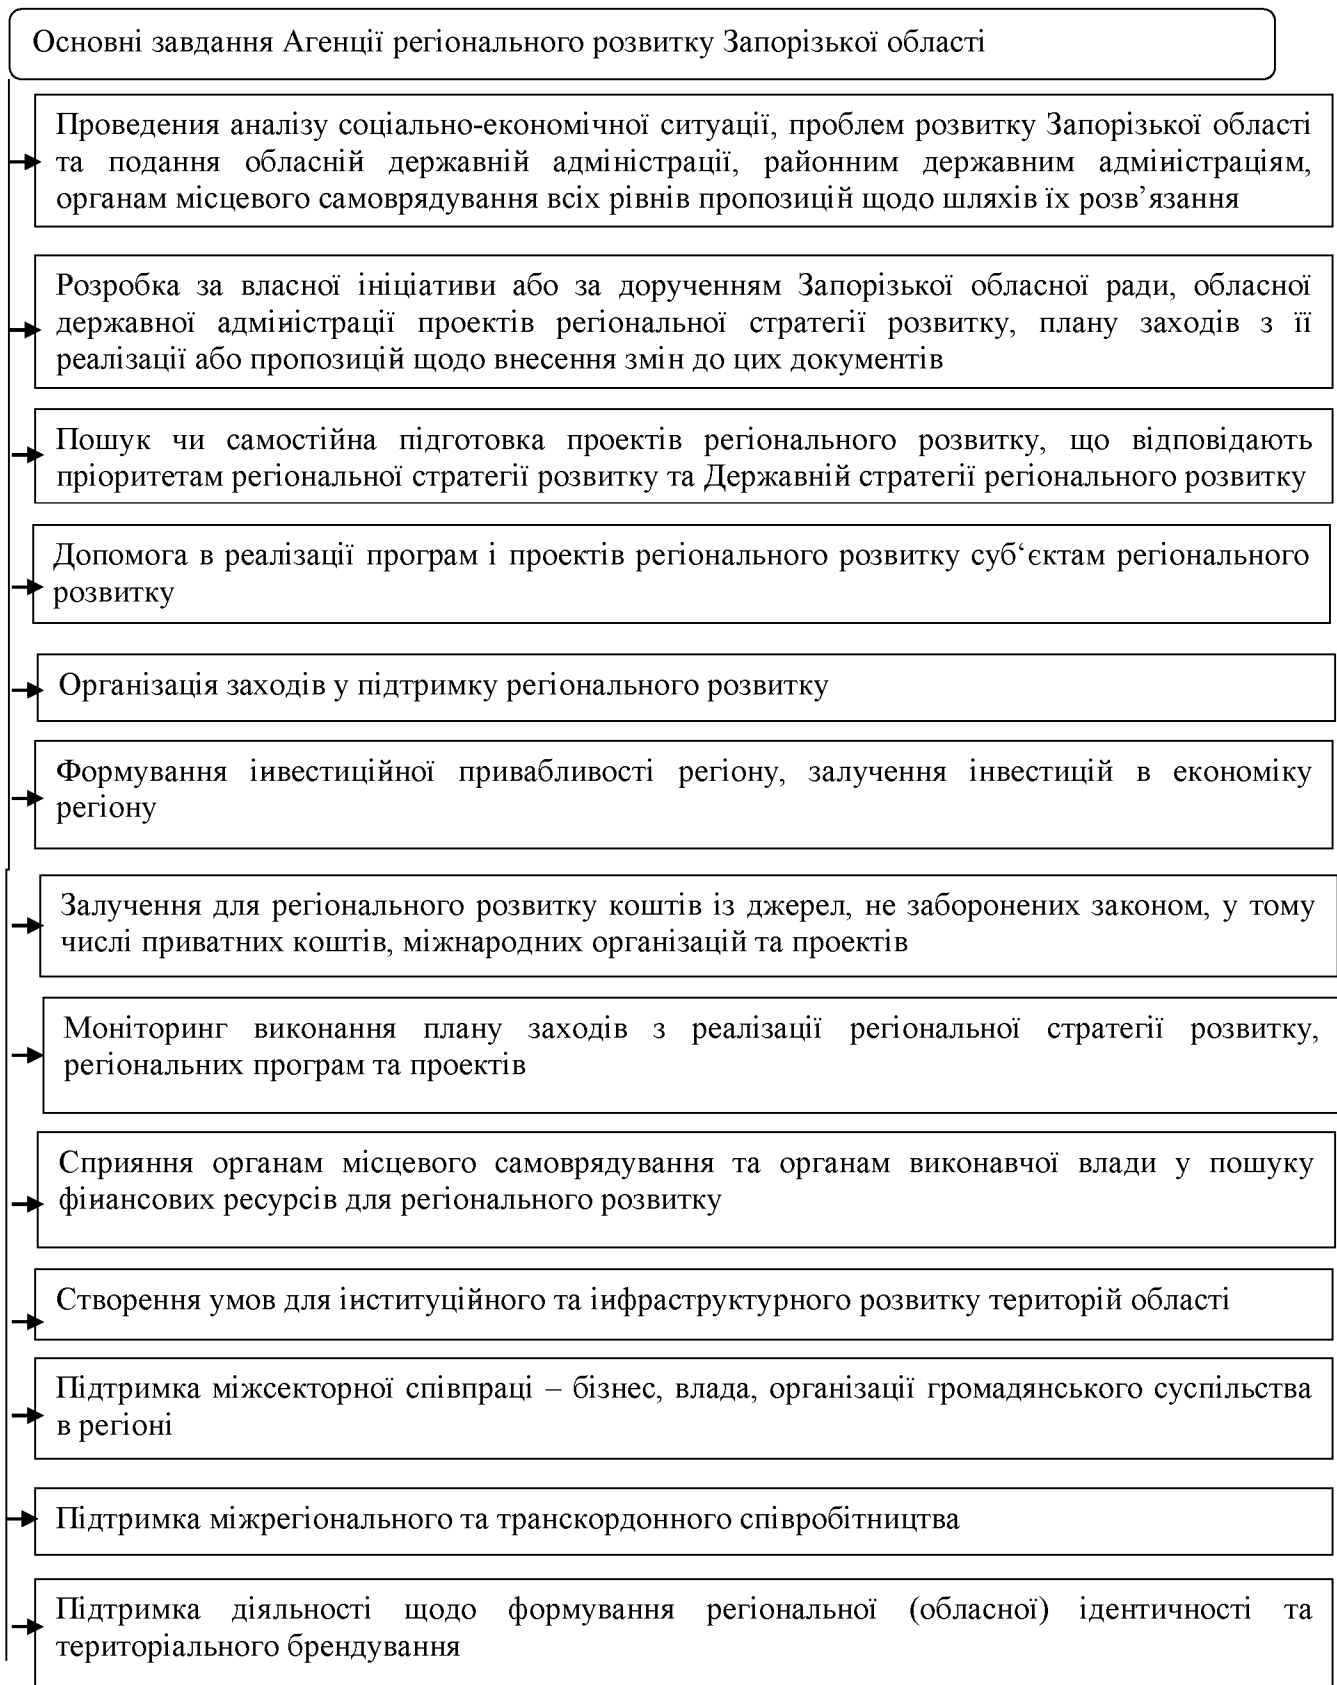 Основні завдання Агенції регіонального розвитку Запорізької області
Проведения аналізу соціально-економічної ситуації, проблем розвитку Запорізької області
та подання обласній державній адміністрації, районним державним адміністраціям,
органам місцевого самоврядування всіх рівнів пропозицій щодо шляхів їх розв’язання
Розробка за власної ініціативи або за дорученням Запорізької обласної ради, обласної
державної адміністрації проектів регіональної стратегії розвитку, плану заходів з її
реалізації або пропозицій щодо внесення змін до цих документів
Пошук чи самостійна підготовка проектів регіонального розвитку, що відповідають
пріоритетам регіональної стратегії розвитку та Державній стратегії регіонального розвитку
Допомога в реалізації програм і проектів регіонального розвитку суб‘єктам регіонального
розвитку
Організація заходів у підтримку регіонального розвитку
Формування інвестиційної привабливості регіону, залучення інвестицій в економіку
регіону
Залучення для регіонального розвитку коштів із джерел, не заборонених законом, у тому
числі приватних коштів, міжнародних організацій та проектів
Моніторинг виконання плану заходів з реалізації регіональної стратегії розвитку,
регіональних програм та проектів
Сприяння органам місцевого самоврядування та органам виконавчої влади у пошуку
фінансових ресурсів для регіонального розвитку
Створення умов для інституційного та інфраструктурного розвитку територій області
Підтримка міжсекторної співпраці – бізнес, влада, організації громадянського суспільства
в регіоні
Підтримка міжрегіонального та транскордонного співробітництва
Підтримка діяльності щодо формування регіональної (обласної) ідентичності та
територіального брендування